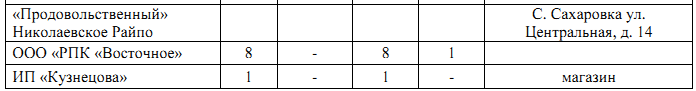 «Продовольственный» С. Сахаровка ул.
Николаевское Райпо Центральная, д. 14
ООО «РПК «Восточное» 8 - 8 1
ИП «Кузнецова» 1 - 1 - магазин